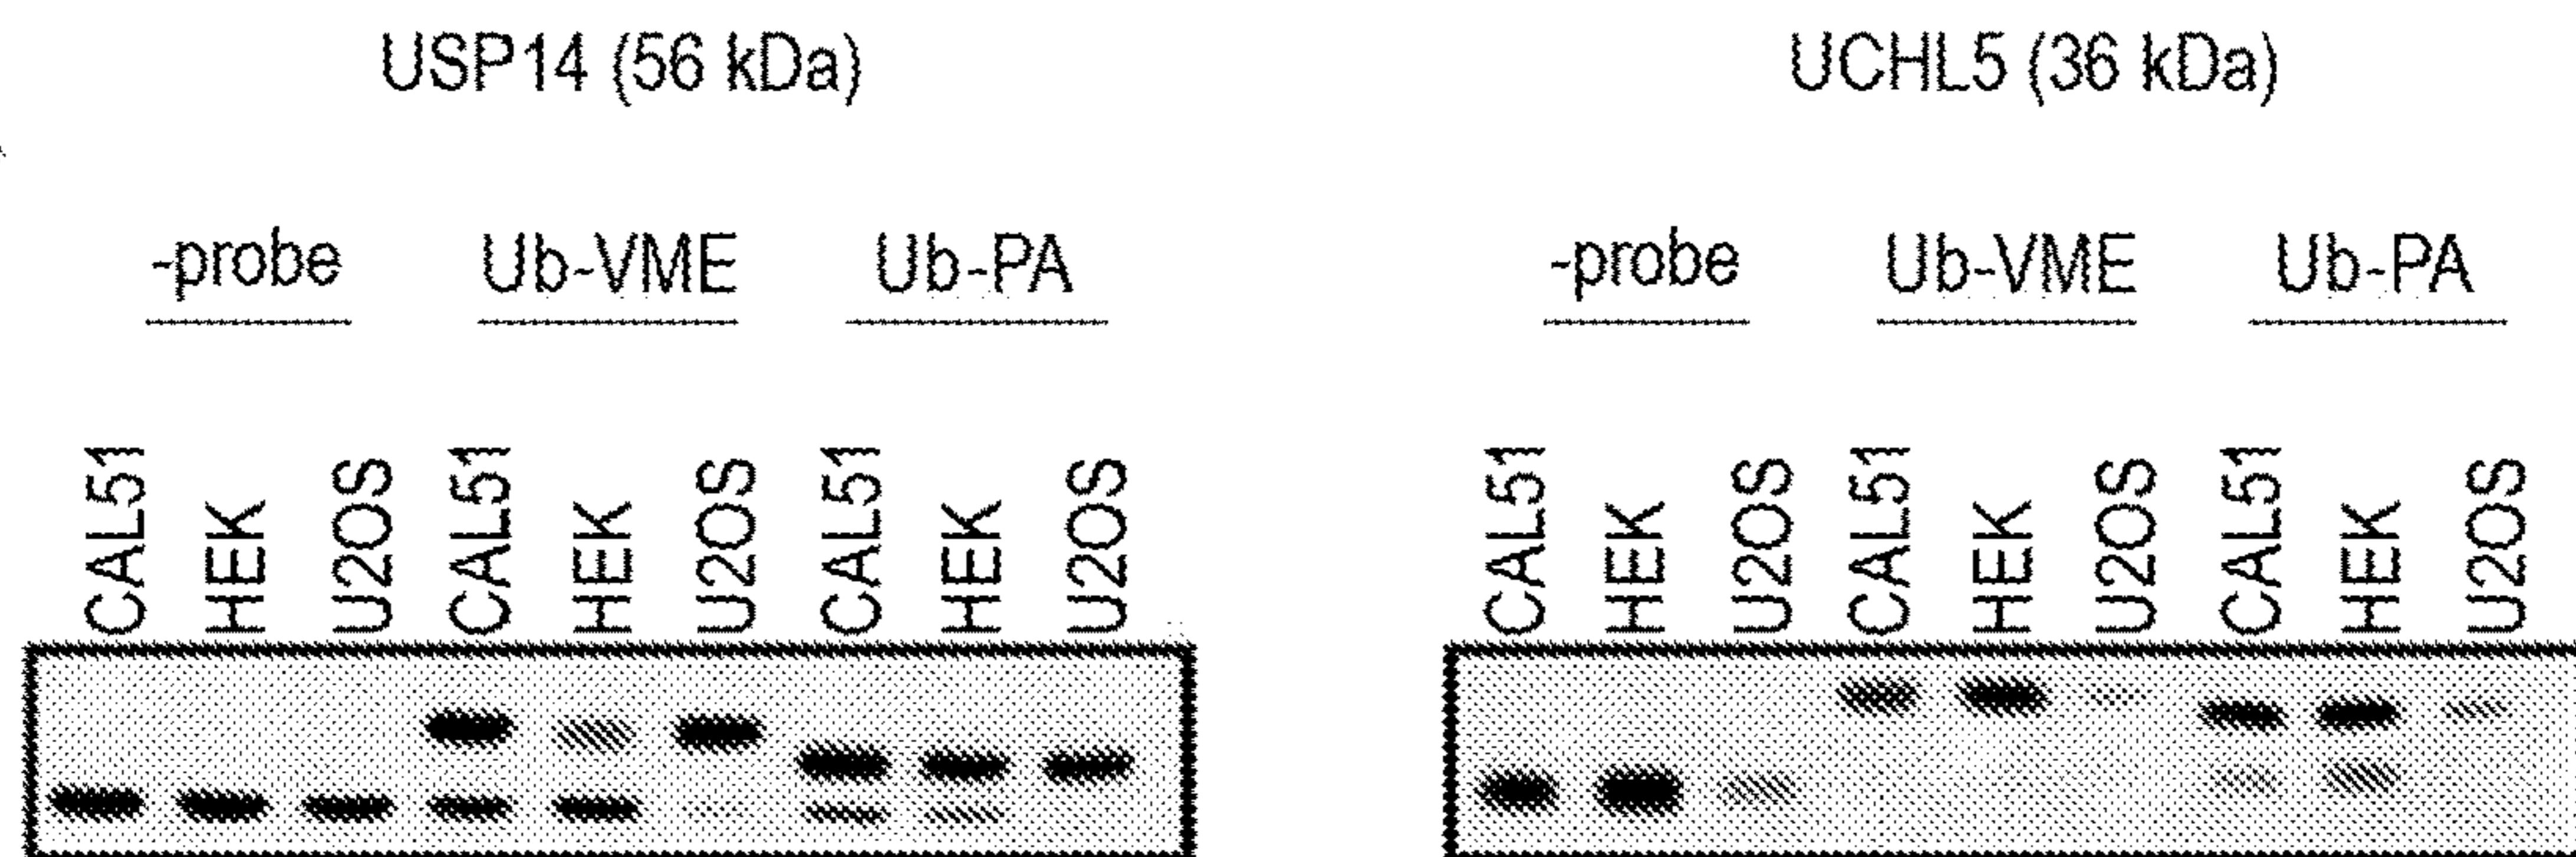 USP14 (56 kDa) UCHL5 (36 kDa)
-probe Ub-VME Ub-PA -probe Ub-VME Ub-PA
CAL51 HEK U2OS CAL51 HEK U2OS CAL51 HEK U2OS CAL51 HEK U2OS CAL51 HEK U2OS CAL51 HEK U2OS